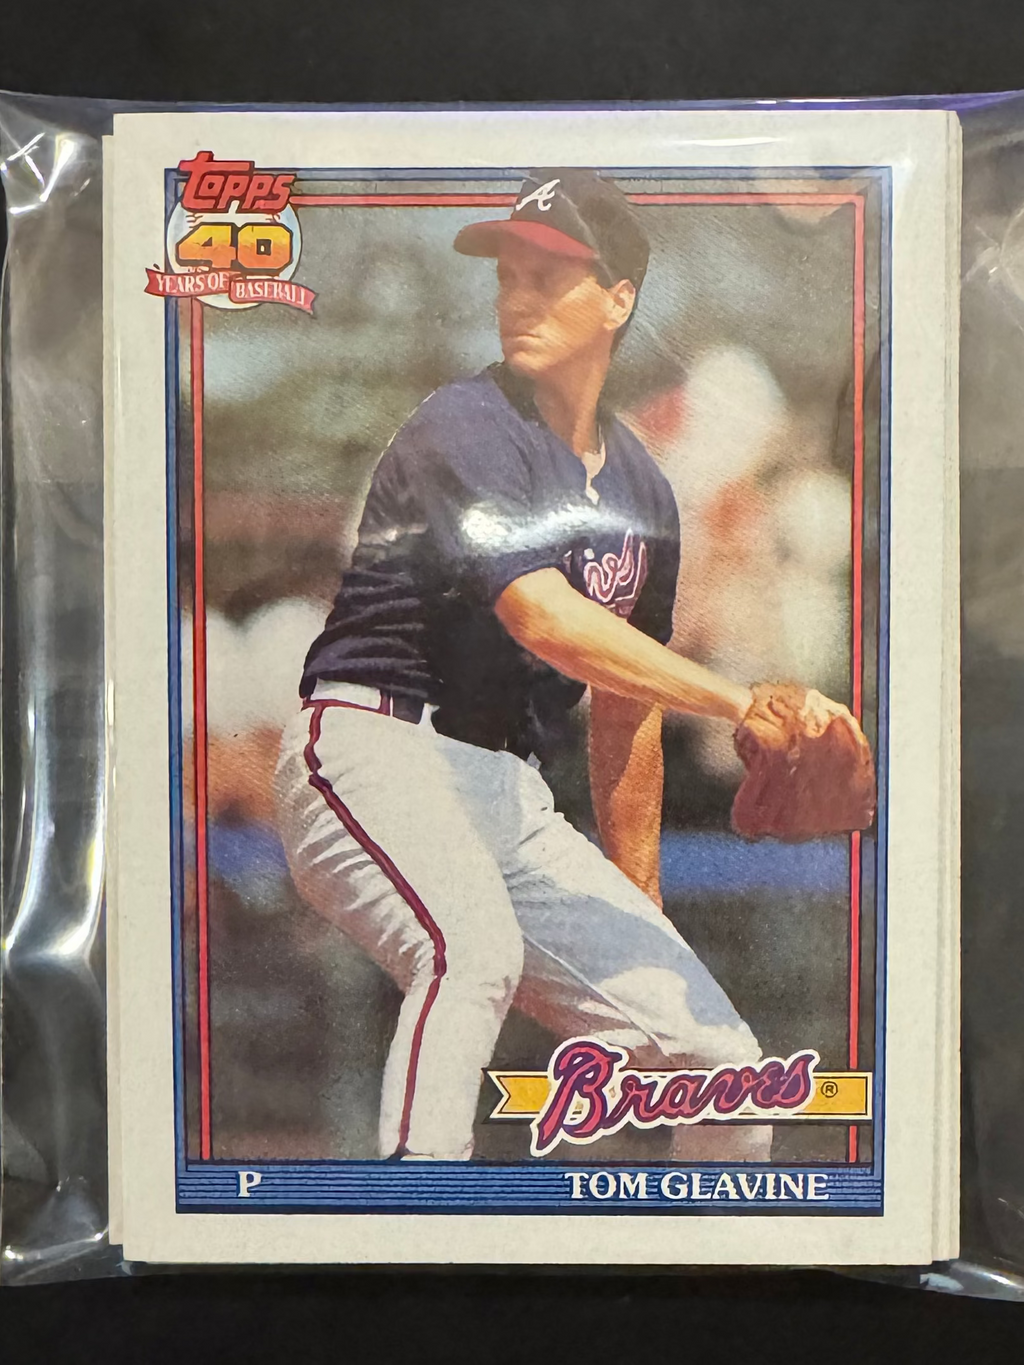 Topps
40
YEARS OF BASEBALL
A
Braves®
P TOM GLAVINE